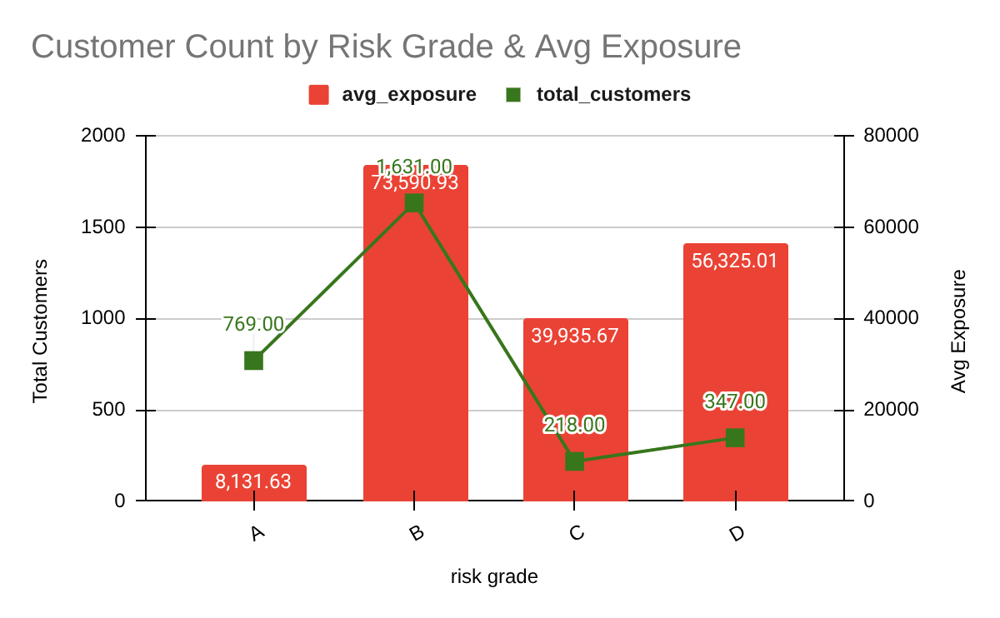 Customer Count by Risk Grade & Avg Exposure
avg_exposure total_customers
2000 80000
1,631.00
73,590.93
1500 60000
56,325.01
1000 40000
769.00
39,935.67
500 20000
347.00
218.00
8,131.63
0 0
Total Customers
Avg Exposure
A B C D
risk grade